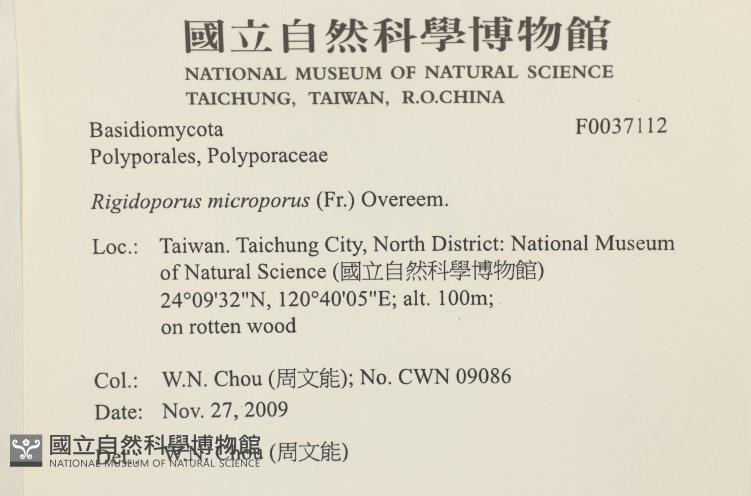 國立自然科學博物館
NATIONAL MUSEUM OF NATURAL SCIENCE
TAICHUNG, TAIWAN, R.O.CHINA
Basidiomycota F0037112
Polyporales, Polyporaceae
Rigidoporus microporus (Fr.) Overeem.
Loc.: Taiwan. Taichung City, North District: National Museum
of Natural Science (國立自然科學博物館)
24°09'32"N, 120°40'05"E; alt. 100m;
on rotten wood
Col.: W.N. Chou (周文能); No. CWN 09086
Date: Nov. 27, 2009
Det.: W.N. Chou (周文能)
國立自然科學博物館
NATIONAL MUSEUM OF NATURAL SCIENCE